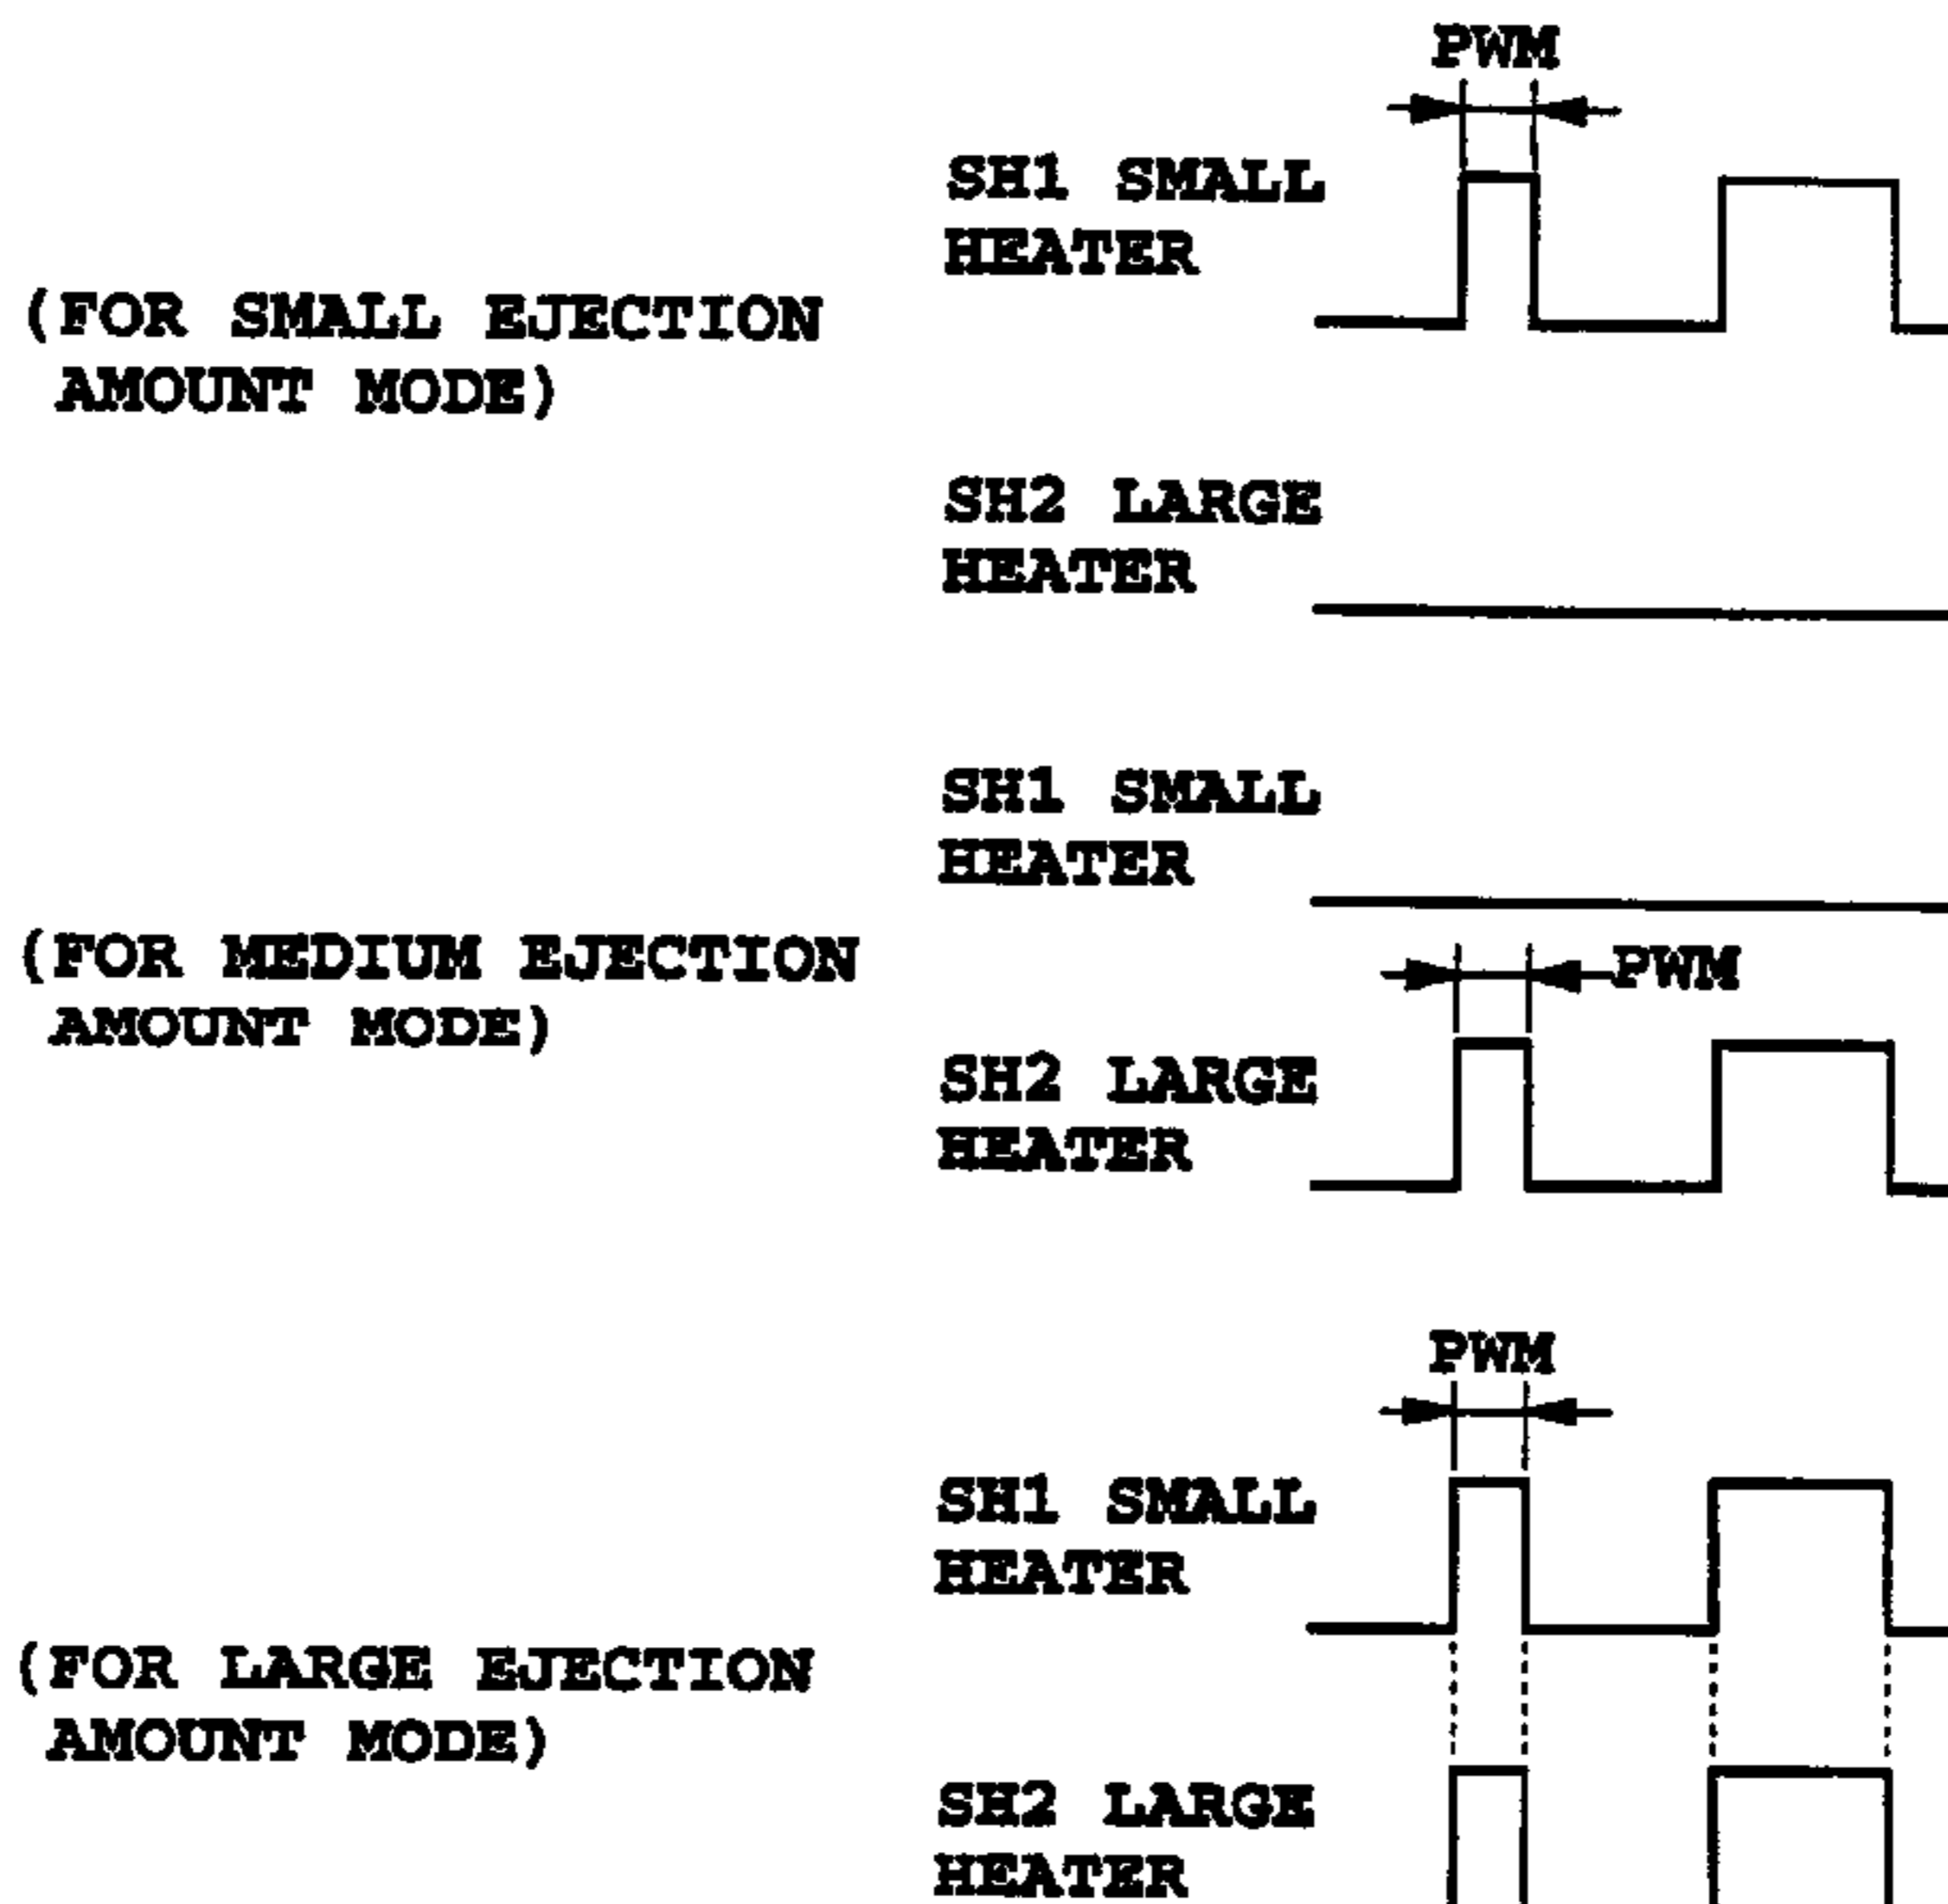 PWM
SH1 SMALL
HEATER
(FOR SMALL EJECTION
AMOUNT MODE)
SH2 LARGE
HEATER
SH1 SMALL
HEATER
(FOR MEDIUM EJECTION
AMOUNT MODE)
PWM
SH2 LARGE
HEATER
PWM
SH1 SMALL
HEATER
(FOR LARGE EJECTION
AMOUNT MODE)
SH2 LARGE
HEATER